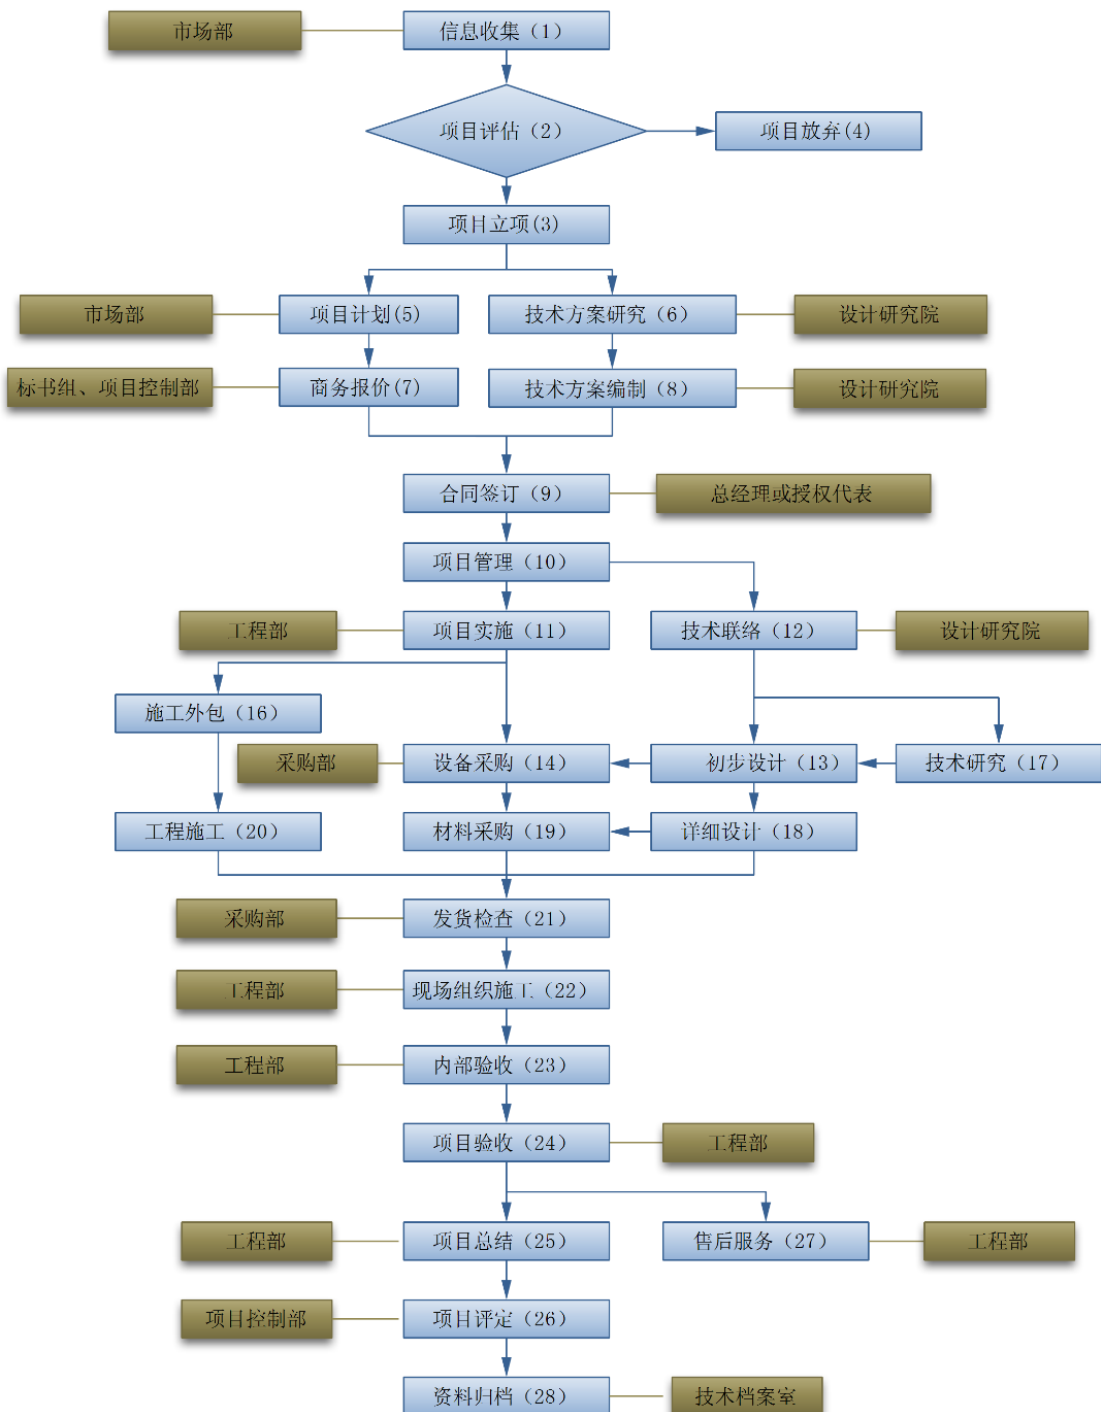 市场部
信息收集（1）
项目评估（2）
项目放弃(4)
项目立项(3)
市场部
项目计划(5)
技术方案研究（6）
设计研究院
标书组、项目控制部
商务报价(7)
技术方案编制（8）
设计研究院
合同签订（9）
总经理或授权代表
项目管理（10）
工程部
项目实施（11）
技术联络（12）
设计研究院
施工外包（16）
采购部
设备采购（14）
初步设计（13）
技术研究（17）
工程施工（20）
材料采购（19）
详细设计（18）
采购部
发货检查（21）
工程部
现场组织施工（22）
工程部
内部验收（23）
项目验收（24）
工程部
工程部
项目总结（25）
售后服务（27）
工程部
项目控制部
项目评定（26）
资料归档（28）
技术档案室